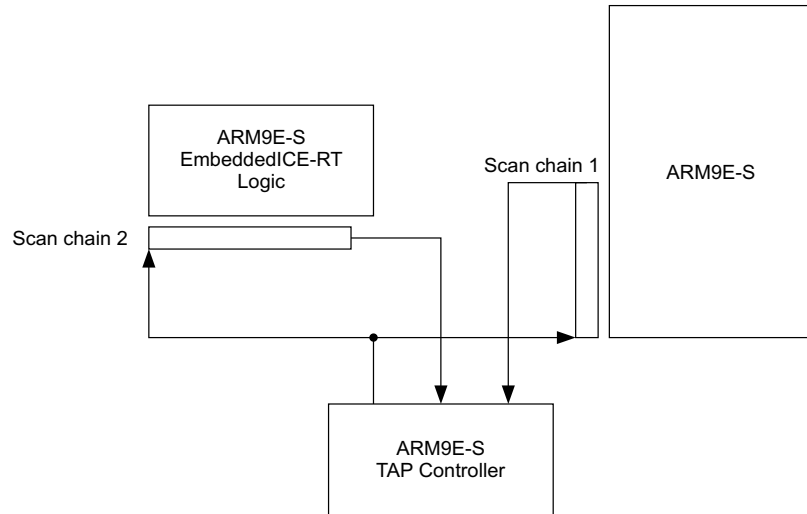 ARM9E-S
EmbeddedICE-RT
Logic
Scan chain 1
ARM9E-S
Scan chain 2
ARM9E-S
TAP Controller